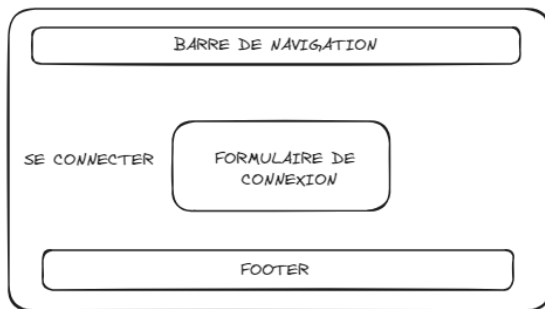 BARRE DE NAVIGATION
SE CONNECTER
FORMULAIRE DE
CONNEXION
FOOTER